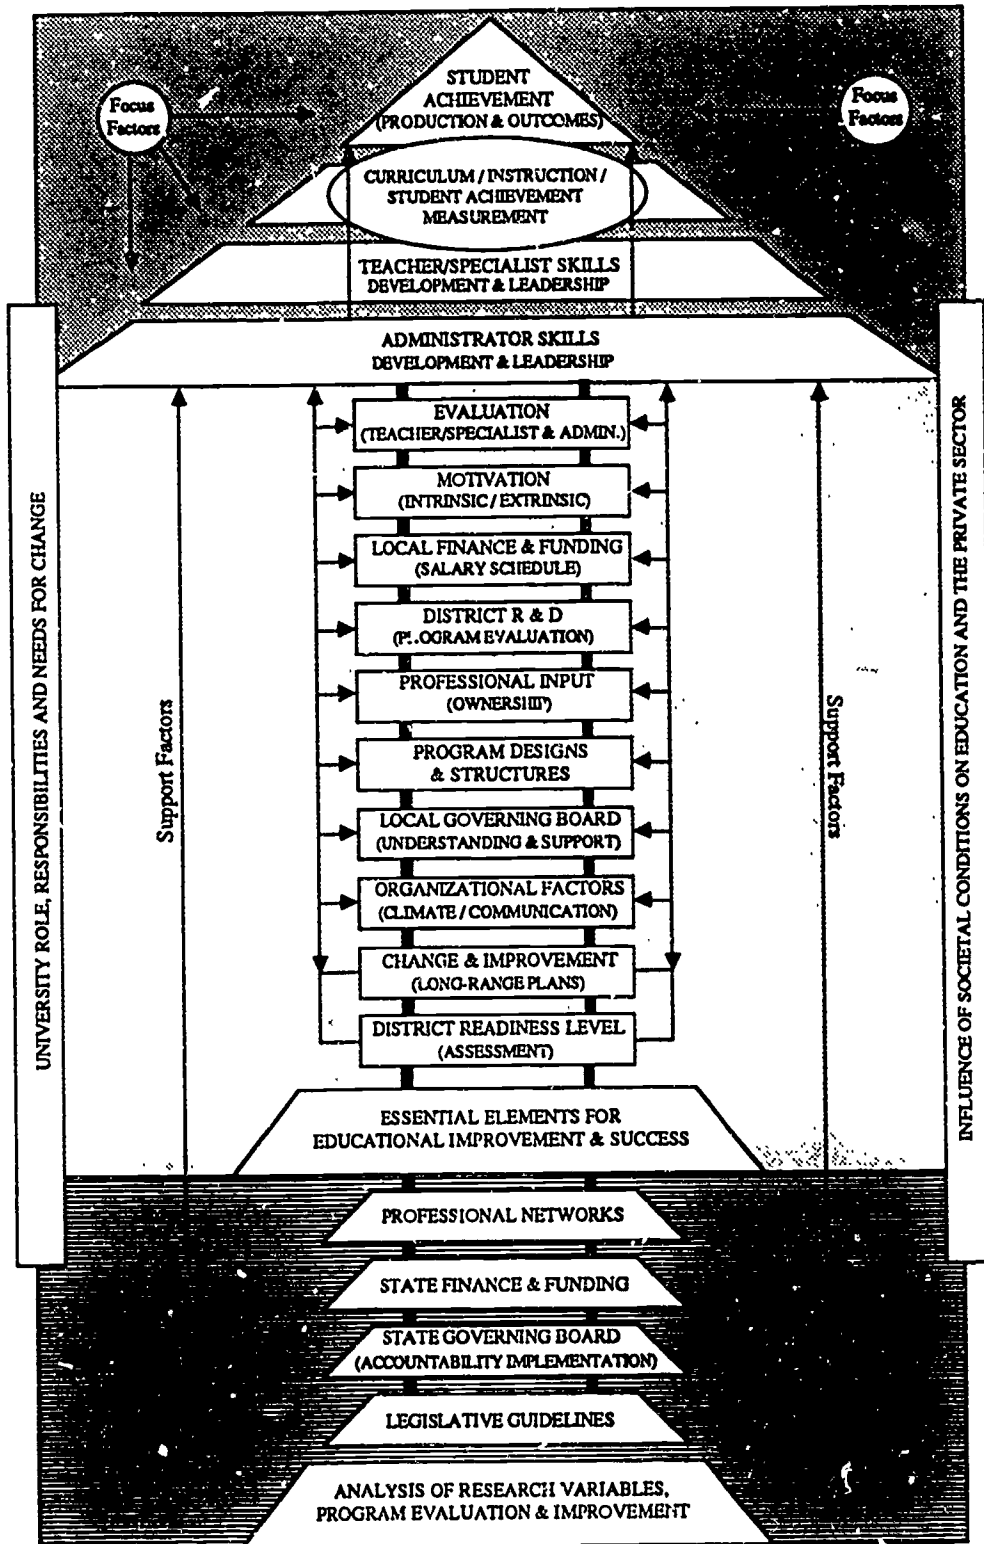 STUDENT
ACHIEVEMENT
(PRODUCTION & OUTCOMES)
Focus
Factors
Focus
Factors
CURRICULUM / INSTRUCTION /
STUDENT ACHIEVEMENT
MEASUREMENT
TEACHER/SPECIALIST SKILLS
DEVELOPMENT & LEADERSHIP
ADMINISTRATOR SKILLS
DEVELOPMENT & LEADERSHIP
UNIVERSITY ROLE, RESPONSIBILITIES AND NEEDS FOR CHANGE
Support Factors
EVALUATION
(TEACHER/SPECIALIST & ADMIN.)
MOTIVATION
(INTRINSIC / EXTRINSIC)
LOCAL FINANCE & FUNDING
(SALARY SCHEDULE)
DISTRICT R & D
(PROGRAM EVALUATION)
PROFESSIONAL INPUT
(OWNERSHIP)
PROGRAM DESIGNS
& STRUCTURES
LOCAL GOVERNING BOARD
(UNDERSTANDING & SUPPORT)
ORGANIZATIONAL FACTORS
(CLIMATE / COMMUNICATION)
CHANGE & IMPROVEMENT
(LONG-RANGE PLANS)
DISTRICT READINESS LEVEL
(ASSESSMENT)
Support Factors
INFLUENCE OF SOCIETAL CONDITIONS ON EDUCATION AND THE PRIVATE SECTOR
ESSENTIAL ELEMENTS FOR
EDUCATIONAL IMPROVEMENT & SUCCESS
PROFESSIONAL NETWORKS
STATE FINANCE & FUNDING
STATE GOVERNING BOARD
(ACCOUNTABILITY IMPLEMENTATION)
LEGISLATIVE GUIDELINES
ANALYSIS OF RESEARCH VARIABLES,
PROGRAM EVALUATION & IMPROVEMENT